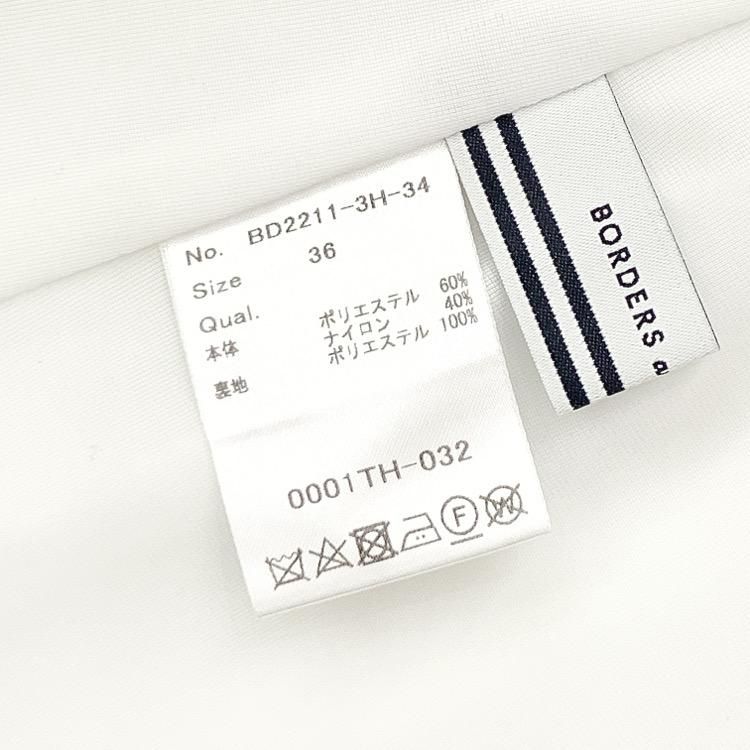 No. BD2211-3H-34
Size 36
Qual.
本体 ポリエステル 60%
ナイロン 40%
裏地 ポリエステル 100%
0001TH-032
F
W
BORDERS a